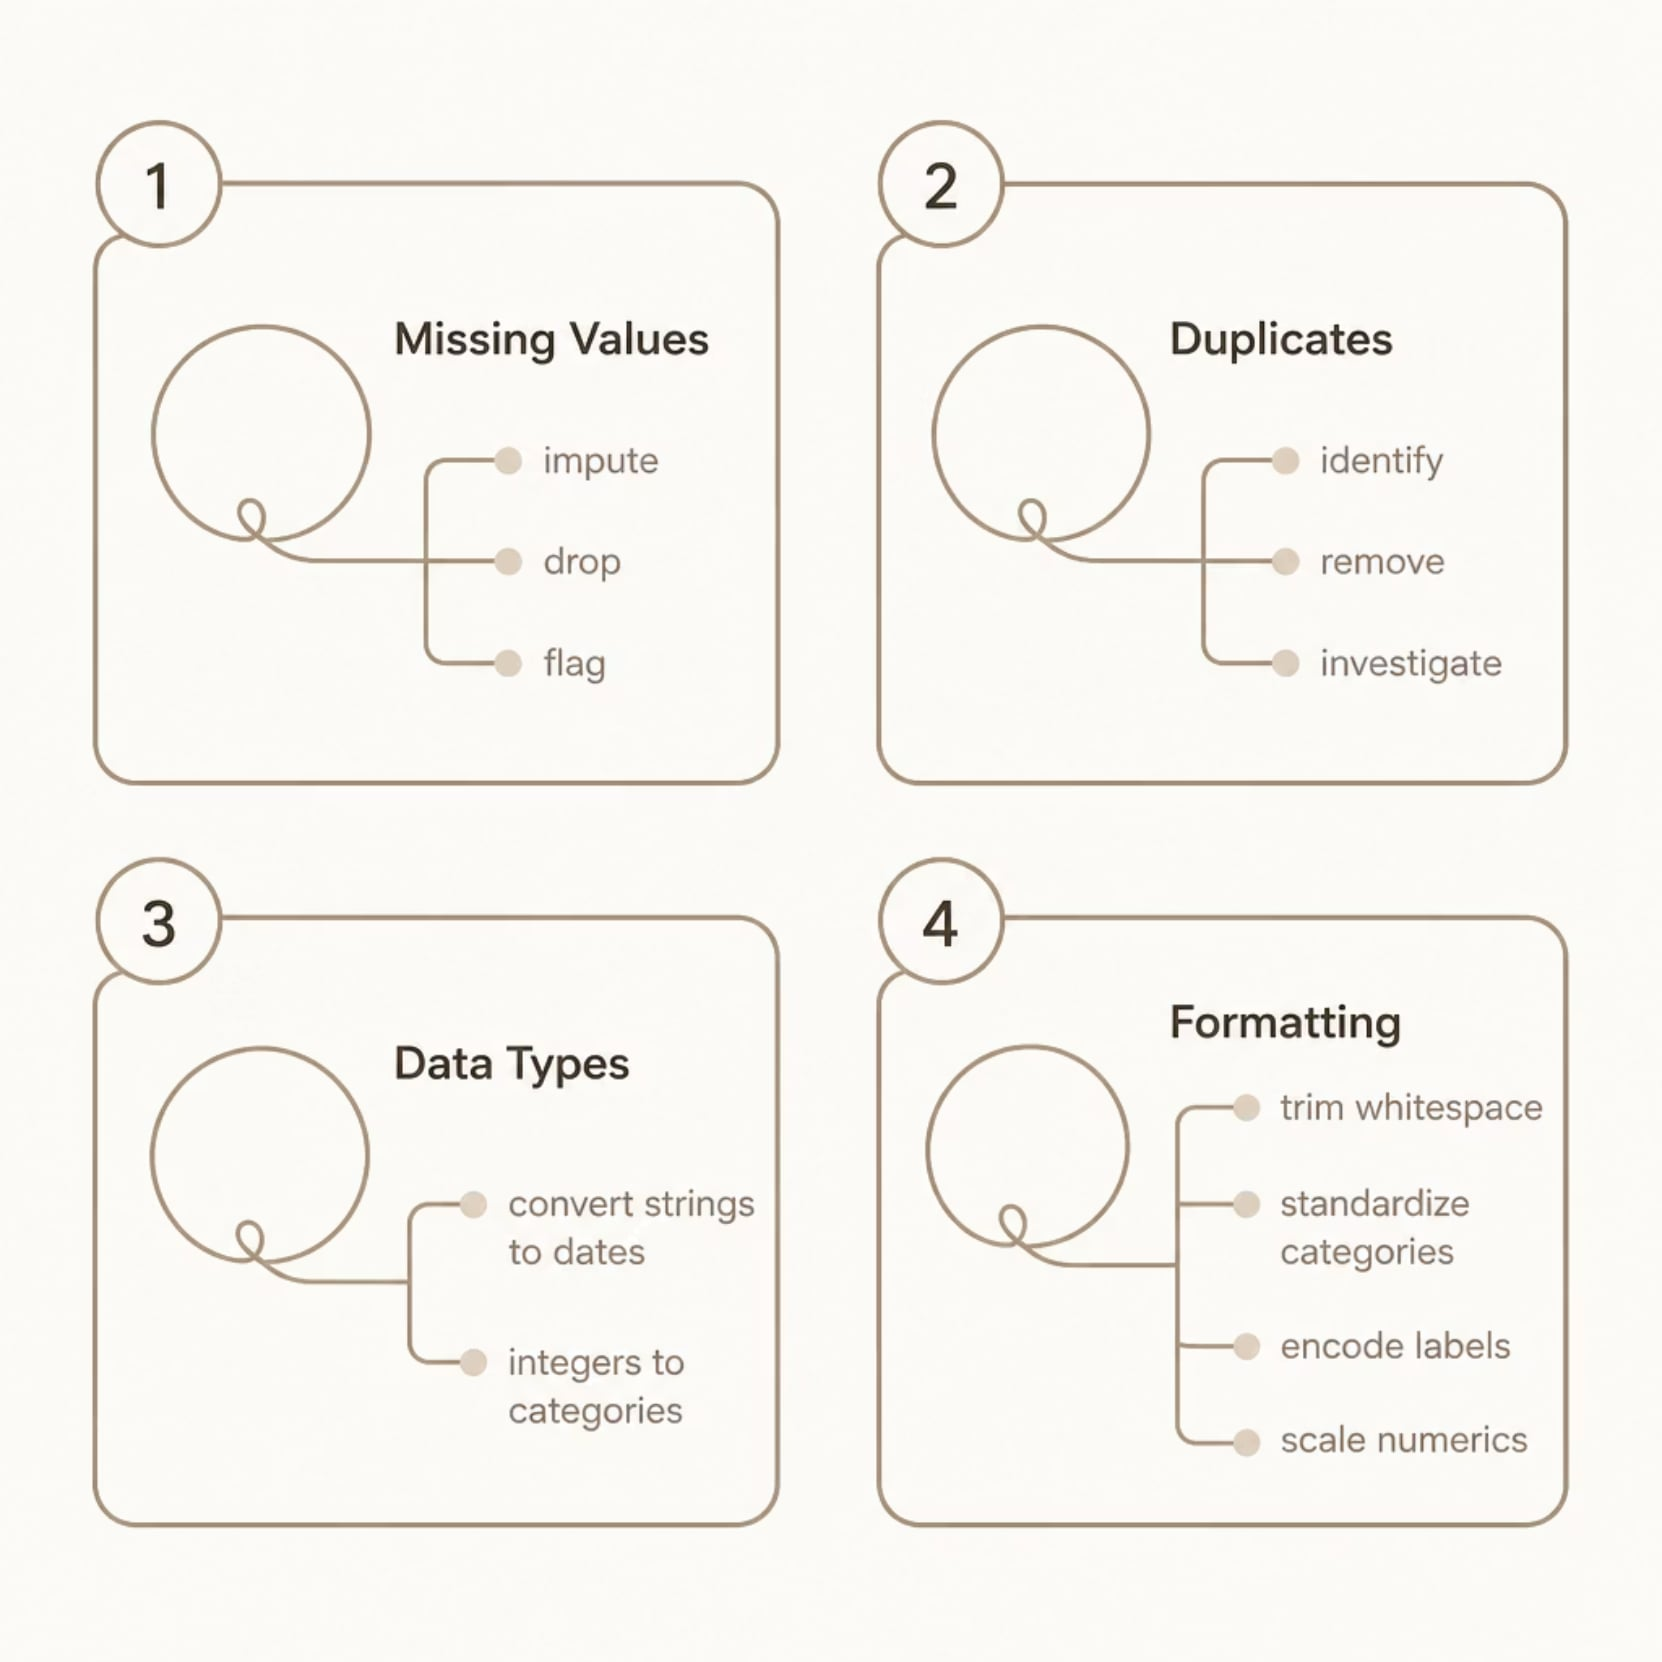 1
Missing Values
impute
drop
flag
2
Duplicates
identify
remove
investigate
3
Data Types
convert strings
to dates
integers to
categories
4
Formatting
trim whitespace
standardize
categories
encode labels
scale numerics